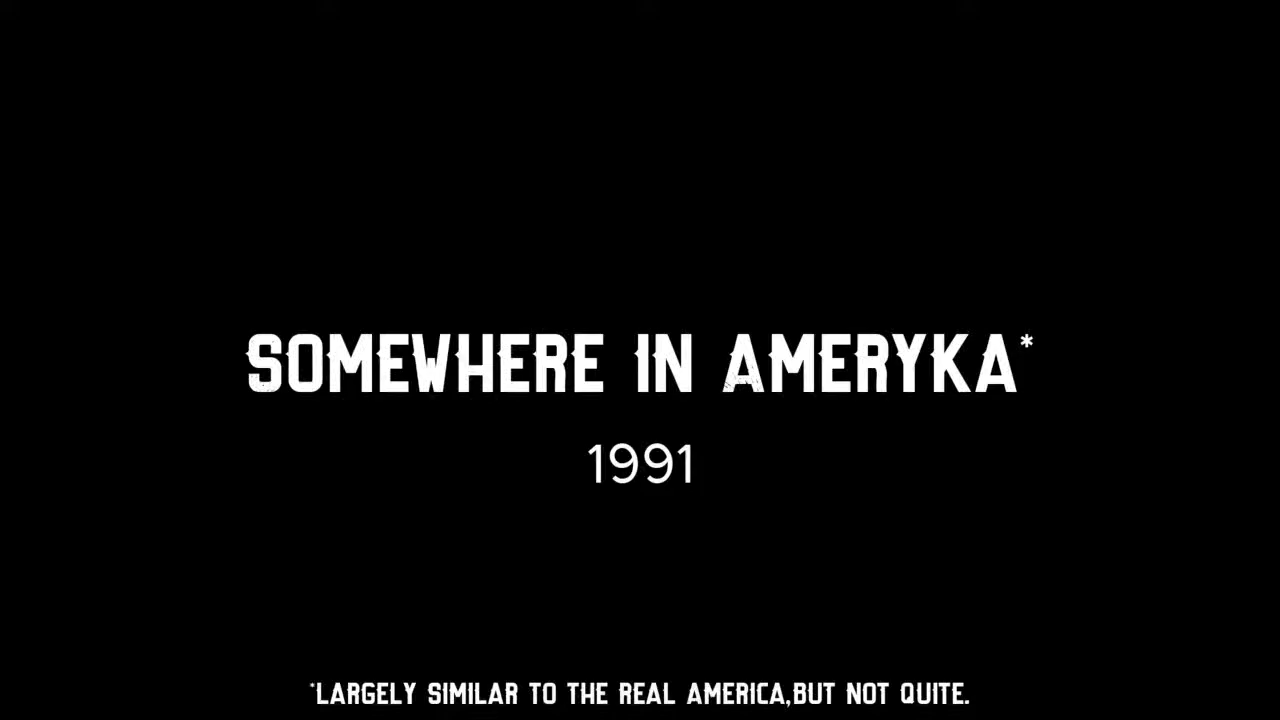 SOMEWHERE IN AMERYKA*
1991
*LARGELY SIMILAR TO THE REAL AMERICA,BUT NOT QUITE.